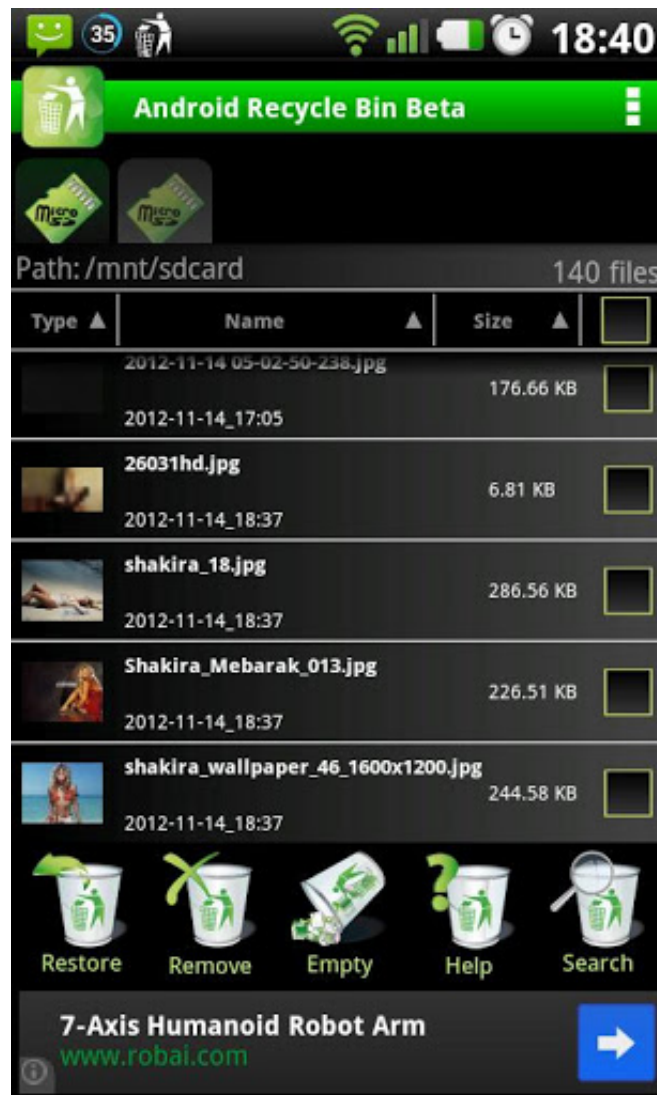 35
18:40
Android Recycle Bin Beta
Micro
SD
Micro
SD
Path: /mnt/sdcard 140 files
Type ▲ Name ▲ Size ▲
2012-11-14 05-02-50-238.jpg
176.66 KB
2012-11-14_17:05
26031hd.jpg
6.81 KB
2012-11-14_18:37
shakira_18.jpg
286.56 KB
2012-11-14_18:37
Shakira_Mebarak_013.jpg
226.51 KB
2012-11-14_18:37
shakira_wallpaper_46_1600x1200.jpg
244.58 KB
2012-11-14_18:37
Restore Remove Empty Help Search
7-Axis Humanoid Robot Arm
www.robai.com